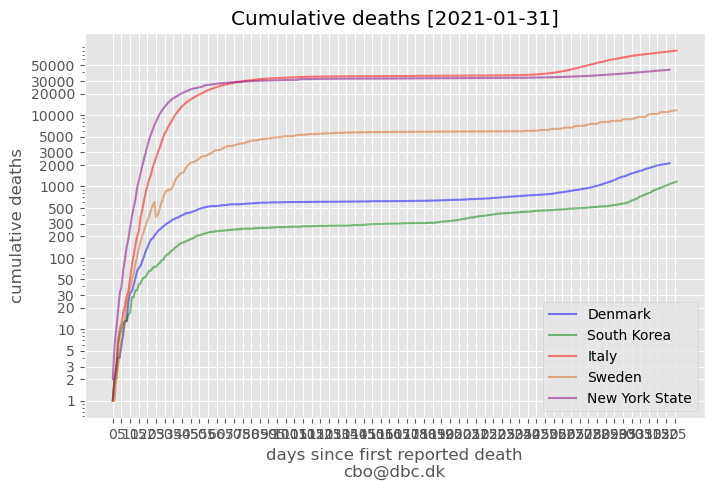 Cumulative deaths [2021-01-31]
cumulative deaths
50000
30000
20000
10000
5000
3000
2000
1000
500
300
200
100
50
30
20
10
5
3
2
1
Denmark
South Korea
Italy
Sweden
New York State
days since first reported death
cbo@dbc.dk